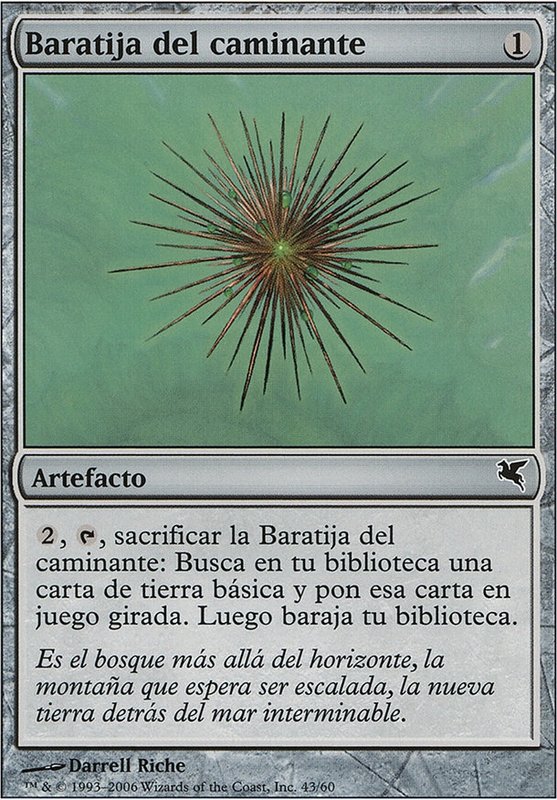 Baratija del caminante 1
Artefacto
2, , sacrificar la Baratija del
caminante: Busca en tu biblioteca una
carta de tierra básica y pon esa carta en
juego girada. Luego baraja tu biblioteca.
Es el bosque más allá del horizonte, la
montaña que espera ser escalada, la nueva
tierra detrás del mar interminable.
Darrell Riche
™ & © 1993–2006 Wizards of the Coast, Inc. 43/60